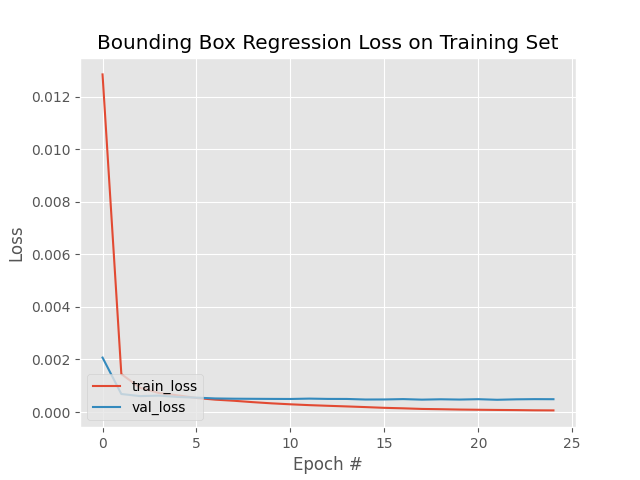 Bounding Box Regression Loss on Training Set
Loss
0.012
0.010
0.008
0.006
0.004
0.002
0.000
train_loss
val_loss
0 5 10 15 20 25
Epoch #